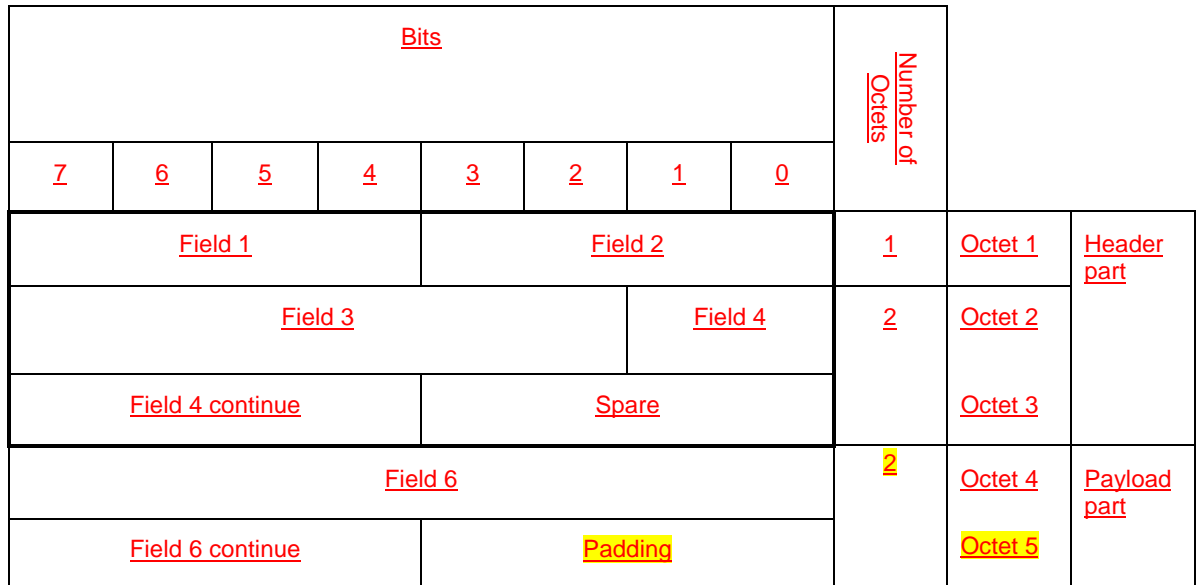 Bits
Number of
Octets
7 6 5 4 3 2 1 0
Field 1 Field 2 1 Octet 1 Header
part
Field 3 Field 4 2 Octet 2
Field 4 continue Spare Octet 3
Field 6 2 Octet 4 Payload
part
Field 6 continue Padding Octet 5